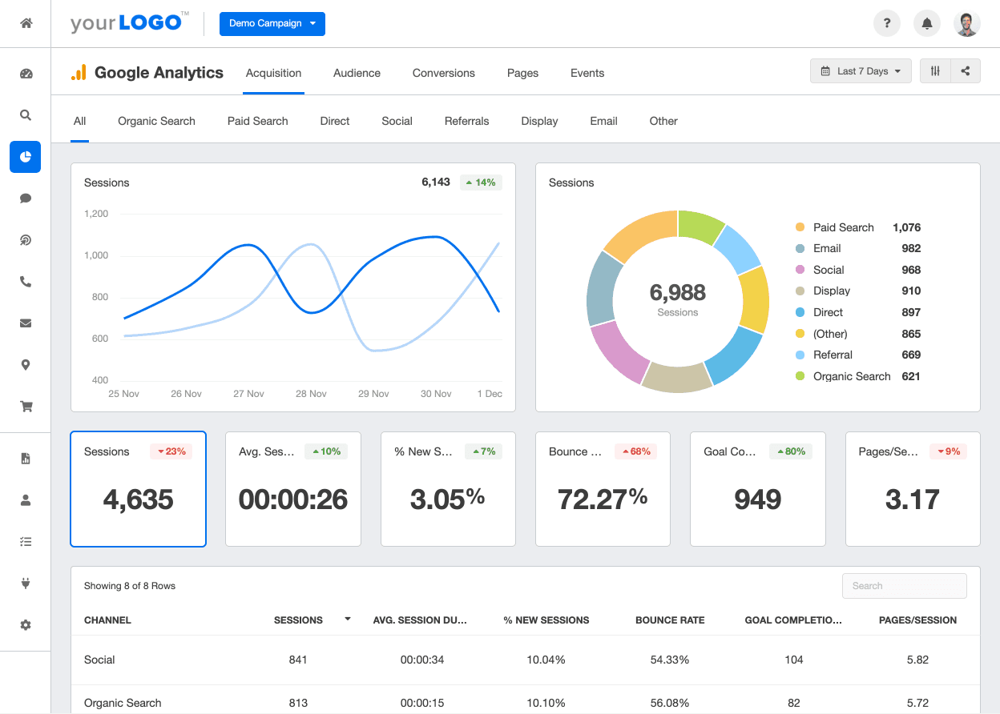 yourLOGO™
Demo Campaign
?
Google Analytics
Acquisition
Audience
Conversions
Pages
Events
Last 7 Days
All
Organic Search
Paid Search
Direct
Social
Referrals
Display
Email
Other
Sessions
6,143
14%
1,200
1,000
800
600
400
25 Nov
26 Nov
27 Nov
28 Nov
29 Nov
30 Nov
1 Dec
Sessions
6,988
Sessions
Paid Search 1,076
Email 982
Social 968
Display 910
Direct 897
(Other) 865
Referral 669
Organic Search 621
Sessions 23%
4,635
Avg. Ses... 10%
00:00:26
% New S... 7%
3.05%
Bounce ... 68%
72.27%
Goal Co... 80%
949
Pages/Se... 9%
3.17
Showing 8 of 8 Rows
Search
CHANNEL SESSIONS AVG. SESSION DU... % NEW SESSIONS BOUNCE RATE GOAL COMPLETIO... PAGES/SESSION
Social 841 00:00:34 10.04% 54.33% 104 5.82
Organic Search 813 00:00:15 10.10% 56.08% 82 5.72